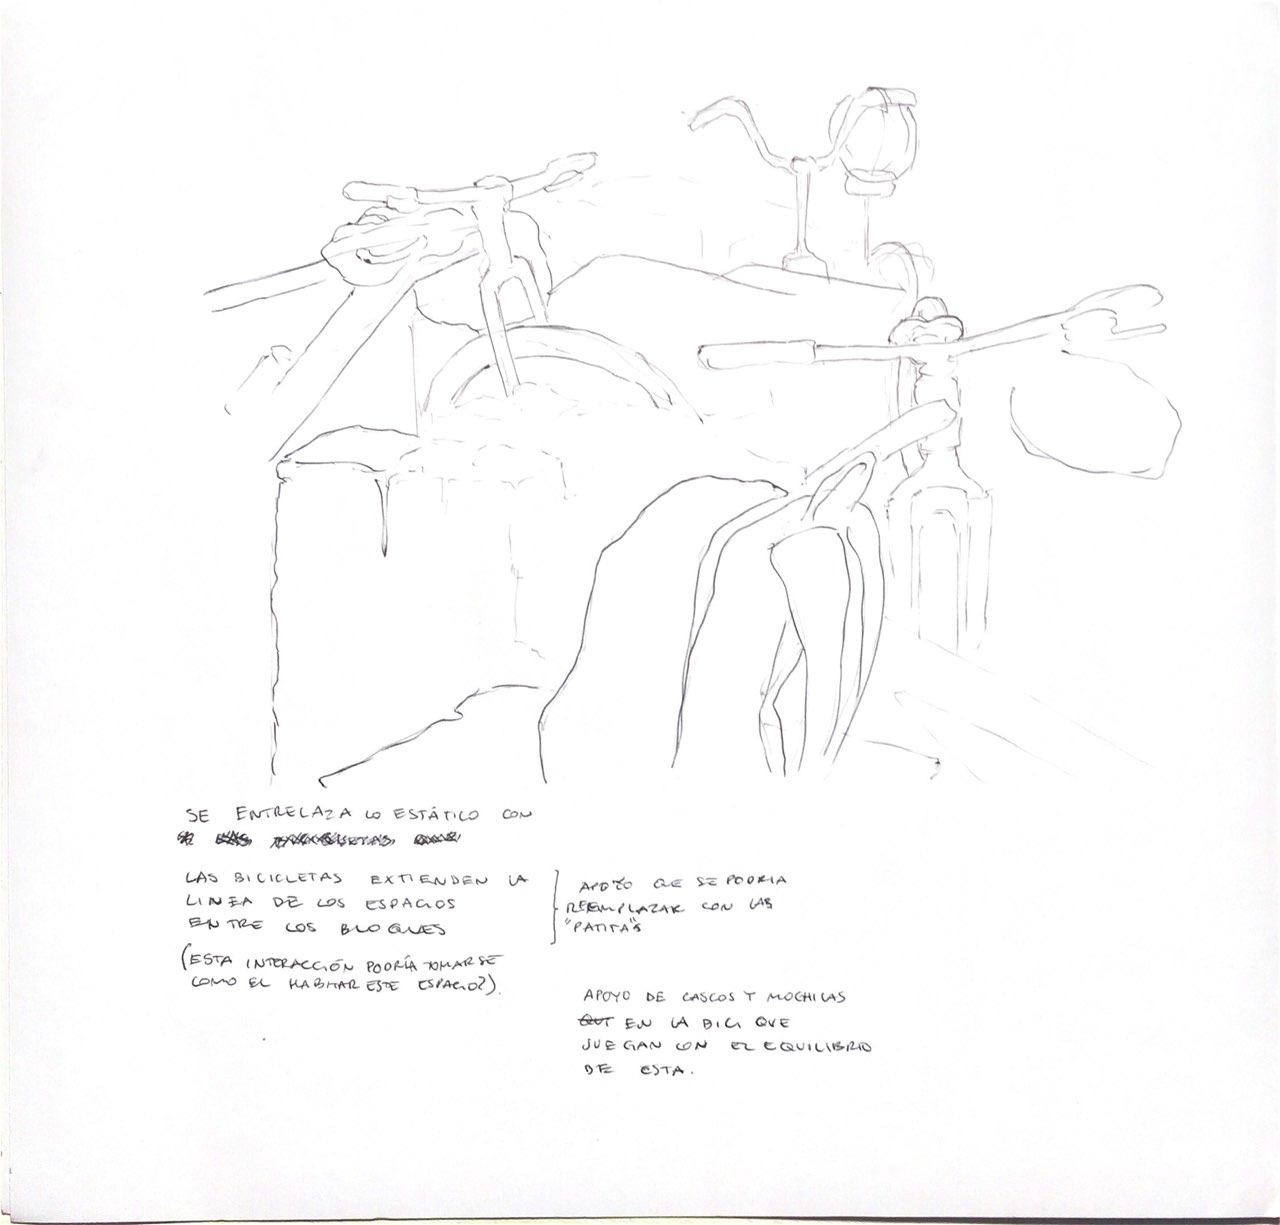 SE ENTRELAZA LO ESTÁTICO CON
LAS BICICLETAS EXTIENDEN LA
LINEA DE LOS ESPACIOS
ENTRE LOS BLOQUES
(ESTA INTERACCIÓN PODRÍA TOMARSE
COMO EL HABITAR ESTE ESPACIO?).
APOYO QUE SE PODRIA
REEMPLAZAR CON LAS
"PATITAS"
APOYO DE CASCOS Y MOCHILAS
EN LA BICI QUE
JUEGAN CON EL EQUILIBRIO
DE ESTA.